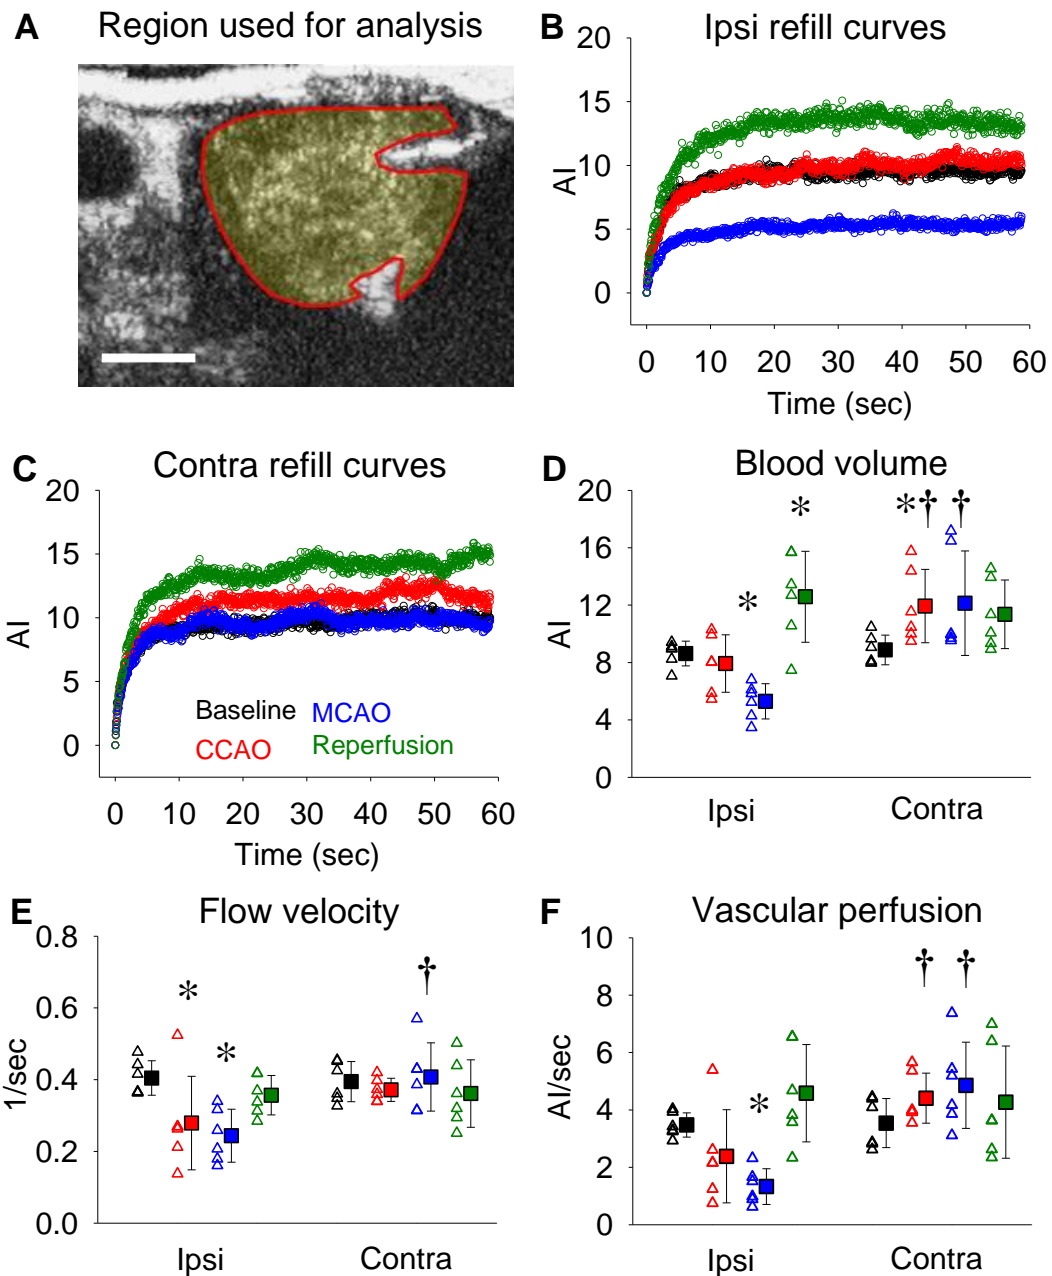 A Region used for analysis
B Ipsi refill curves
20
15
10
5
0
AI
0 10 20 30 40 50 60
Time (sec)
C Contra refill curves
20
15
10
5
0
AI
Baseline MCAO
CCAO Reperfusion
0 10 20 30 40 50 60
Time (sec)
D Blood volume
20
16
12
8
4
0
AI
* * *† †
Ipsi Contra
E Flow velocity
0.8
0.6
0.4
0.2
0.0
1/sec
* * †
Ipsi Contra
F Vascular perfusion
10
8
6
4
2
0
AI/sec
* † †
Ipsi Contra